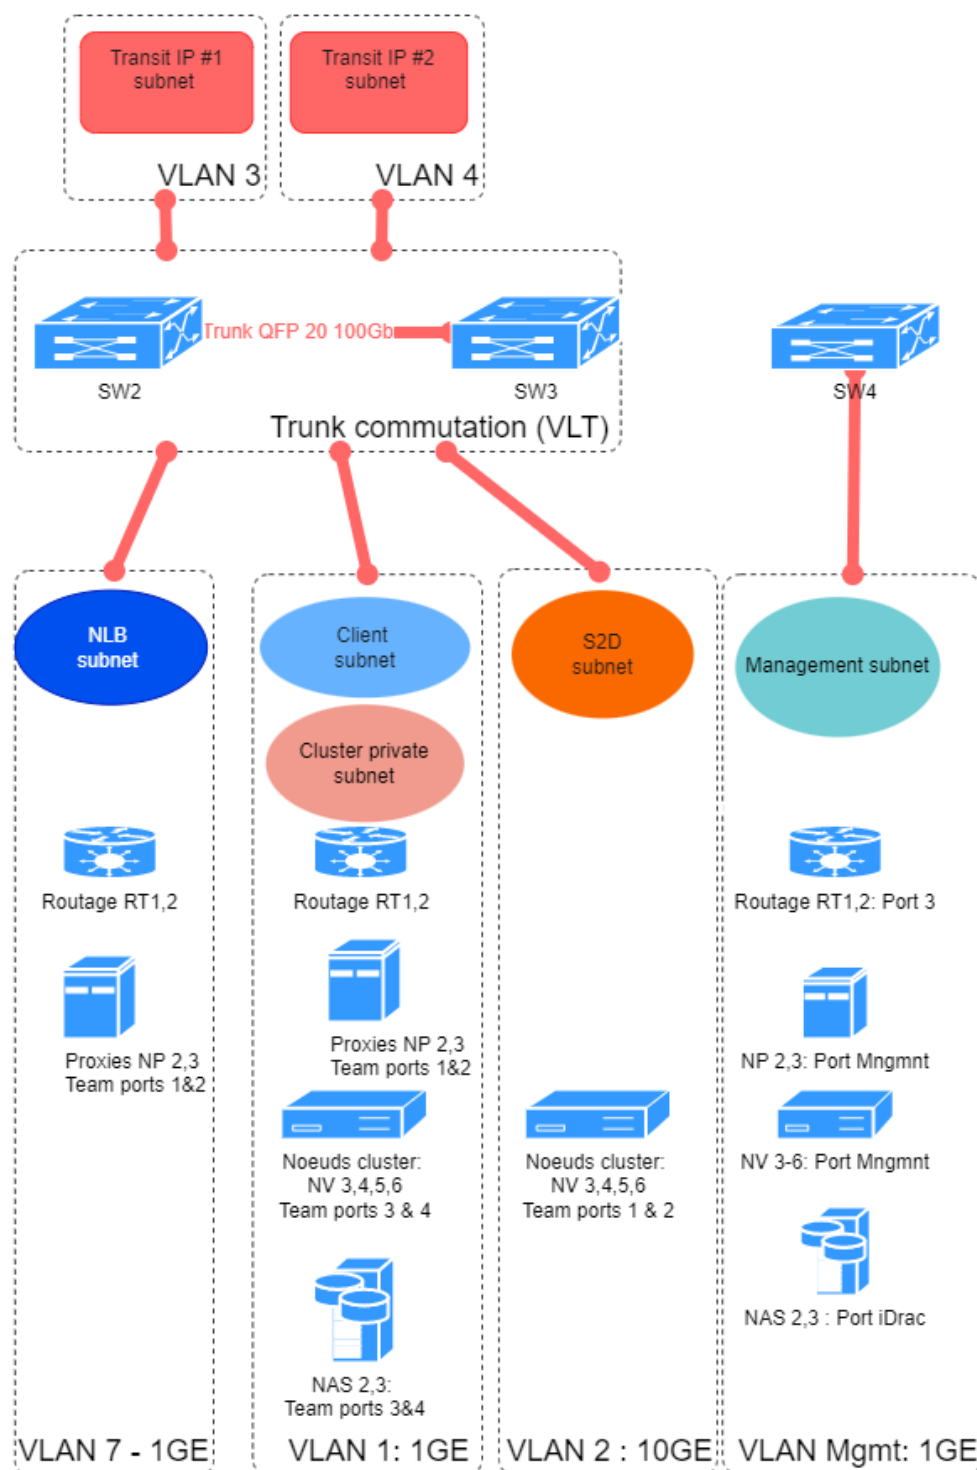 Transit IP #1
subnet
VLAN 3
Transit IP #2
subnet
VLAN 4
Trunk QFP 20 100Gb
SW2
SW3
Trunk commutation (VLT)
SW4
NLB
subnet
Routage RT1,2
Proxies NP 2,3
Team ports 1&2
VLAN 7 - 1GE
Client
subnet
Cluster private
subnet
Routage RT1,2
Proxies NP 2,3
Team ports 1&2
Noeuds cluster:
NV 3,4,5,6
Team ports 3 & 4
NAS 2,3:
Team ports 3&4
VLAN 1: 1GE
S2D
subnet
Noeuds cluster:
NV 3,4,5,6
Team ports 1 & 2
VLAN 2 : 10GE
Management subnet
Routage RT1,2: Port 3
NP 2,3: Port Mngmnt
NV 3-6: Port Mngmnt
NAS 2,3 : Port iDrac
VLAN Mgmt: 1GE